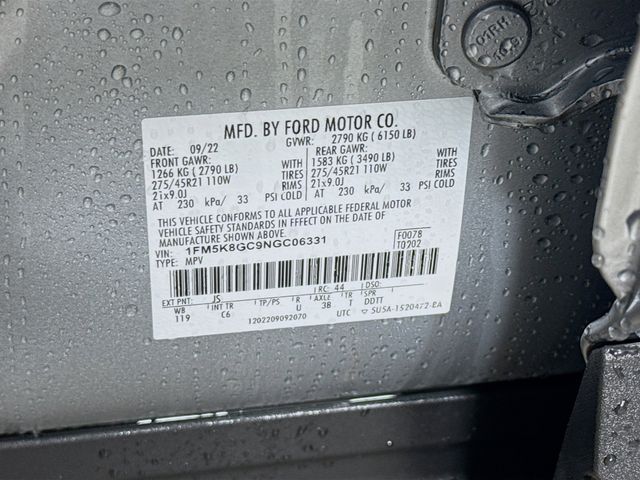 01RH
MFD. BY FORD MOTOR CO.
DATE: 09/22 GVWR: 2790 KG ( 6150 LB)
FRONT GAWR: REAR GAWR:
1266 KG ( 2790 LB) WITH 1583 KG ( 3490 LB) WITH
275/45R21 110W TIRES 275/45R21 110W TIRES
21x9.0J RIMS 21x9.0J RIMS
AT 230 kPa/ 33 PSI COLD AT 230 kPa/ 33 PSI COLD
THIS VEHICLE CONFORMS TO ALL APPLICABLE FEDERAL MOTOR
VEHICLE SAFETY AND BUMPER STANDARDS IN EFFECT ON THE DATE OF
MANUFACTURE SHOWN ABOVE.
VIN: 1FM5K8GC9NGC06331 F0078
TYPE: MPV T0202
EXT PNT: JS RC: 44 DSO:
WB INT TR TP/PS R AXLE TR SPR
119 C6 U 3B T DDTT
1202209092070 UTC ▽ 5U5A-1520472-EA